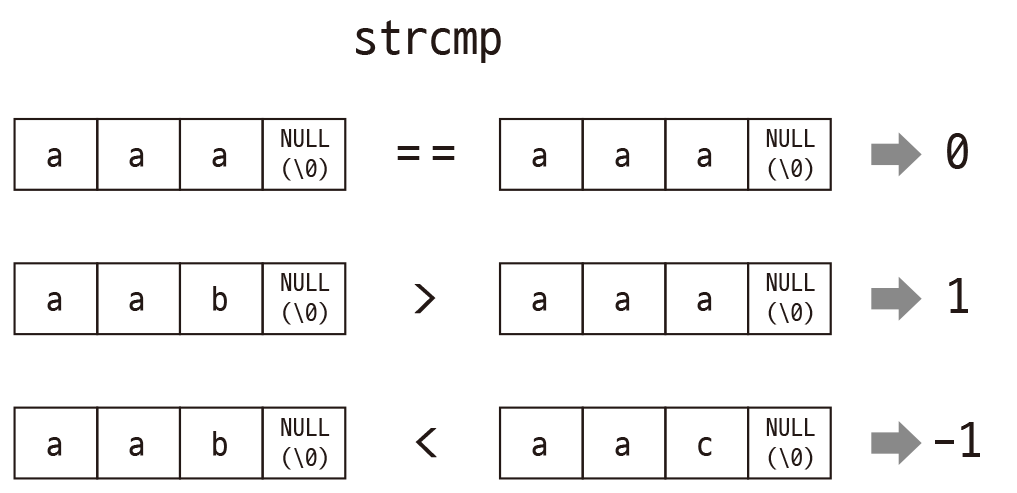 strcmp
a a a NULL (\0) == a a a NULL (\0) 0
a a b NULL (\0) > a a a NULL (\0) 1
a a b NULL (\0) < a a c NULL (\0) -1